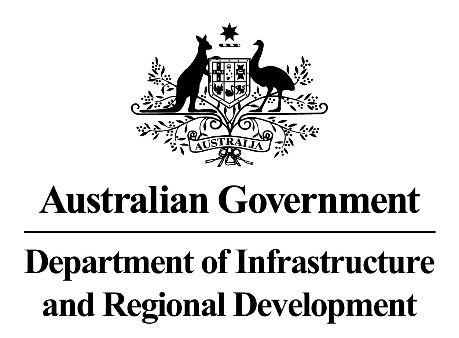 AUSTRALIA
Australian Government
Department of Infrastructure
and Regional Development